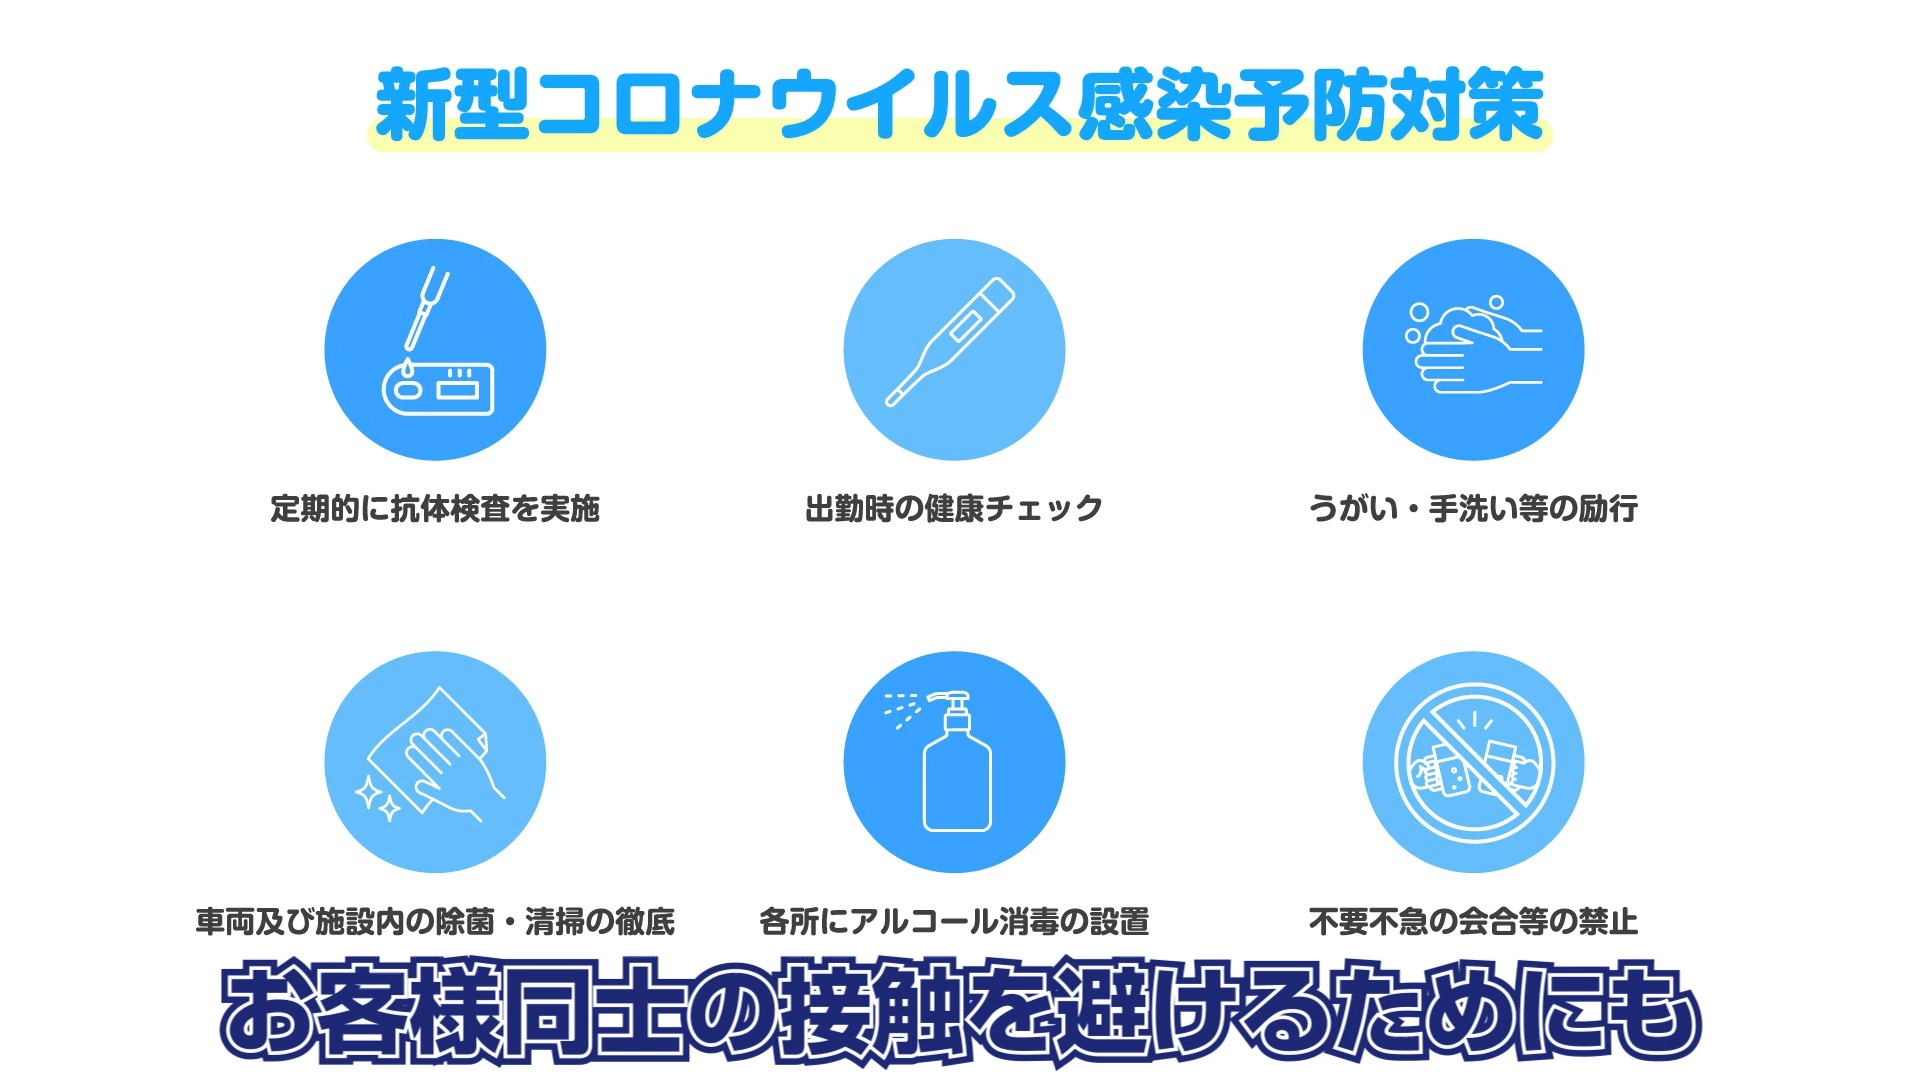 新型コロナウイルス感染予防対策
定期的に抗体検査を実施
出勤時の健康チェック
うがい・手洗い等の励行
車両及び施設内の除菌・清掃の徹底
各所にアルコール消毒の設置
不要不急の会合等の禁止
お客様同士の接触を避けるためにも